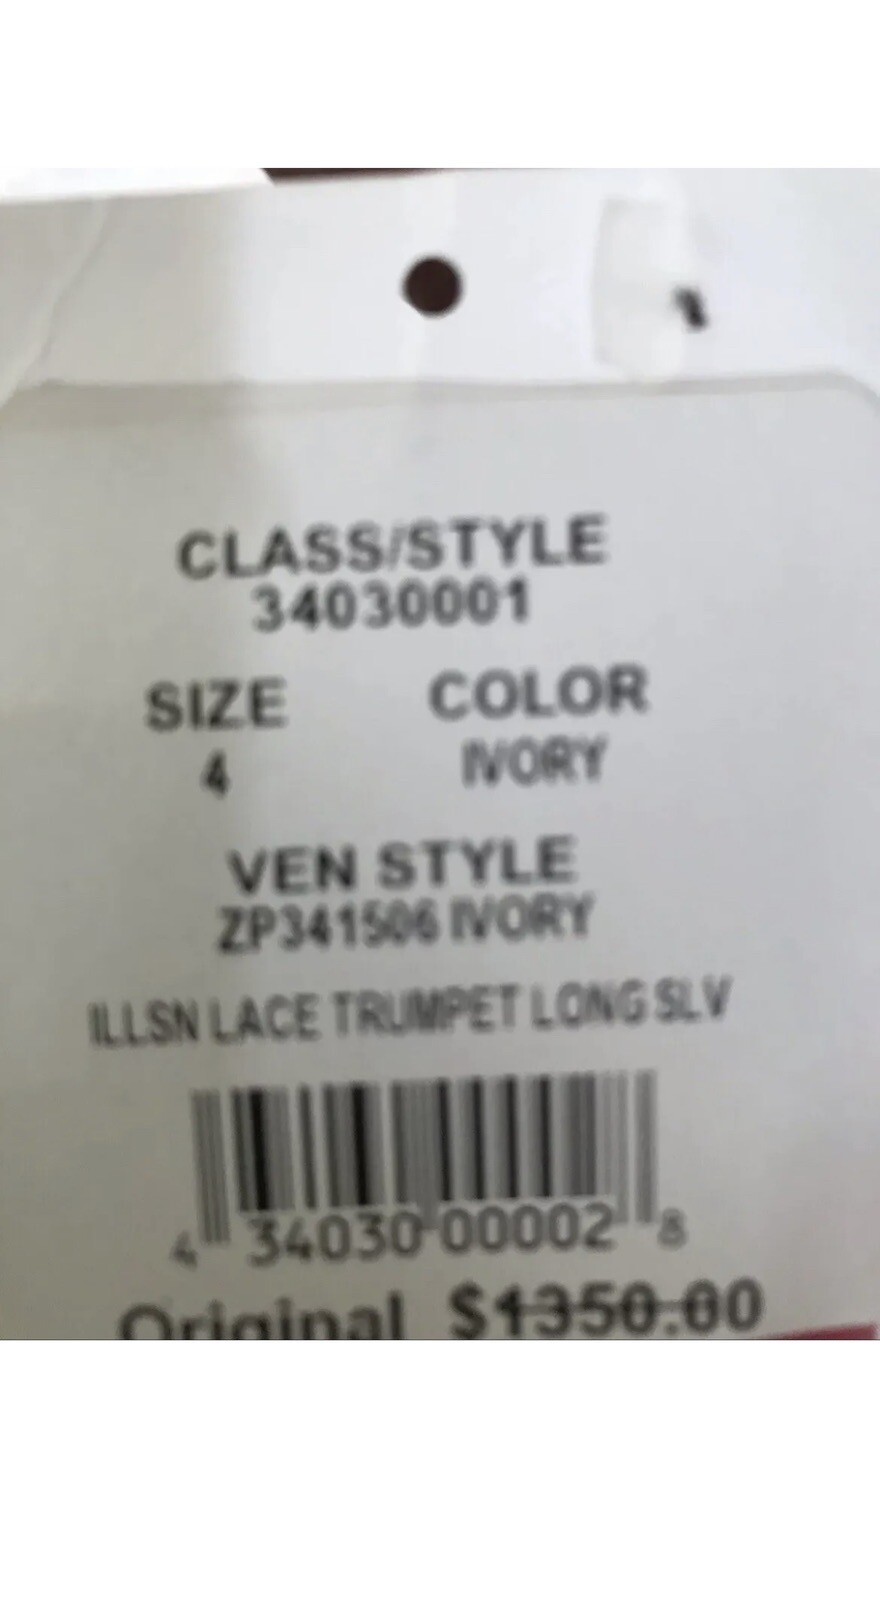 CLASS/STYLE
34030001
SIZE COLOR
4 IVORY
VEN STYLE
ZP341506 IVORY
ILLSN LACE TRUMPET LONG SLV
4 34030 00002 8
Original $1350.00